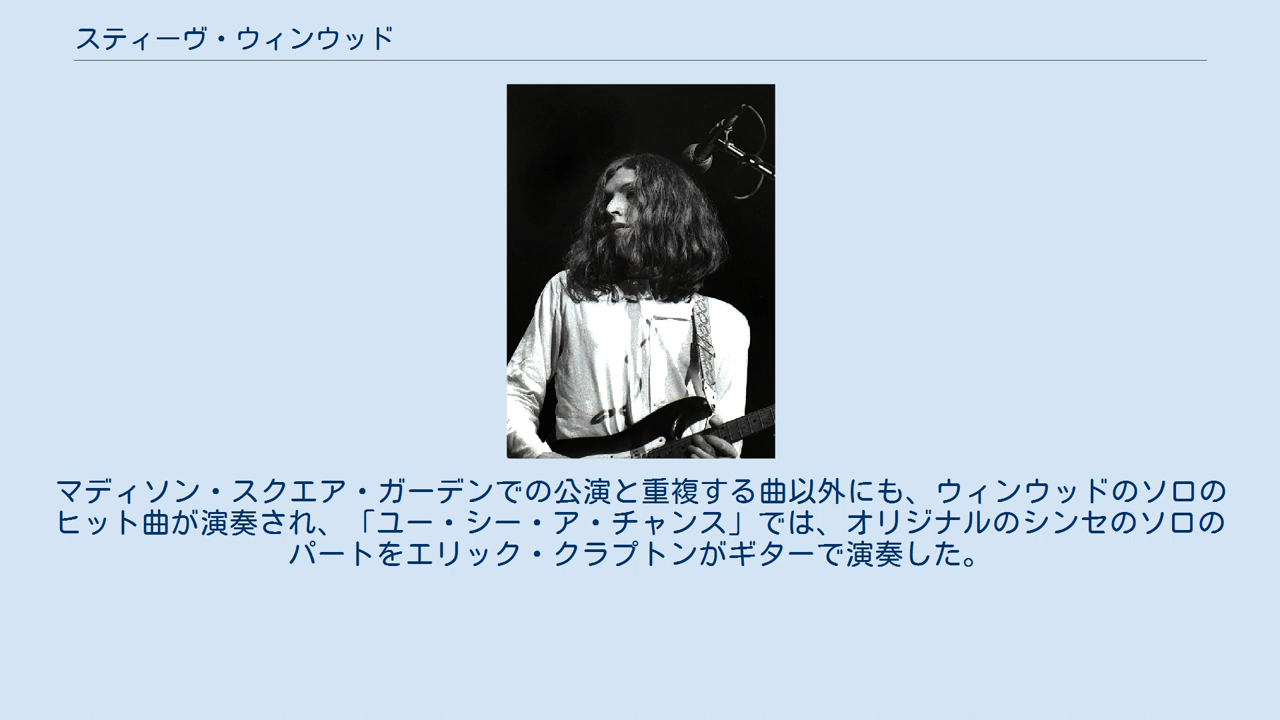 スティーヴ・ウィンウッド
マディソン・スクエア・ガーデンでの公演と重複する曲以外にも、ウィンウッドのソロの
ヒット曲が演奏され、「ユー・シー・ア・チャンス」では、オリジナルのシンセのソロの
パートをエリック・クラプトンがギターで演奏した。